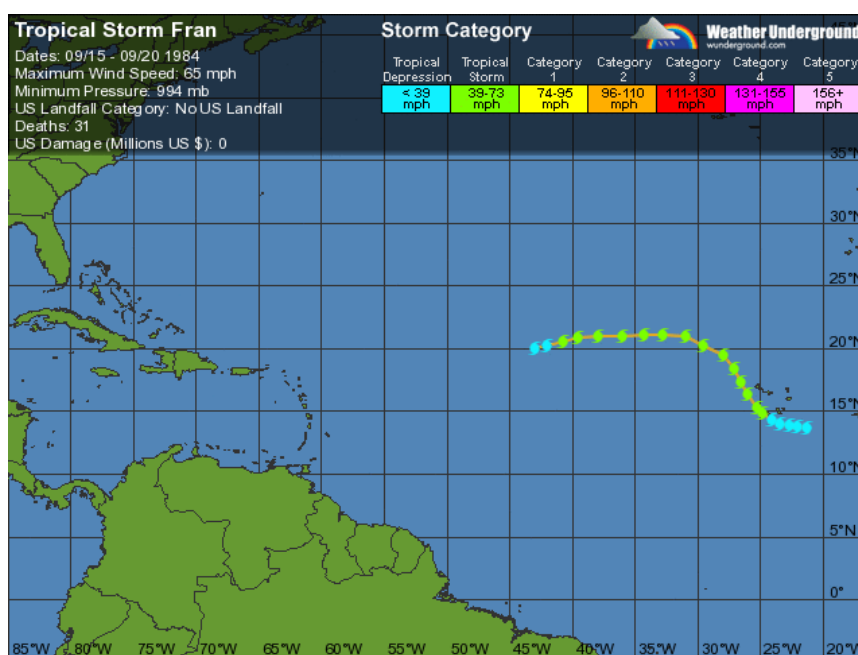 Tropical Storm Fran
Dates: 09/15 - 09/20 1984
Maximum Wind Speed: 65 mph
Minimum Pressure: 994 mb
US Landfall Category: No US Landfall
Deaths: 31
US Damage (Millions US $): 0
Storm Category
Weather Underground
wunderground.com
Tropical Depression
< 39 mph
Tropical Storm
39-73 mph
Category 1
74-95 mph
Category 2
96-110 mph
Category 3
111-130 mph
Category 4
131-155 mph
Category 5
156+ mph
45°N
35°N
30°N
25°N
20°N
15°N
10°N
5°N
0°
85°W 80°W 75°W 70°W 65°W 60°W 55°W 50°W 45°W 40°W 35°W 30°W 25°W 20°W